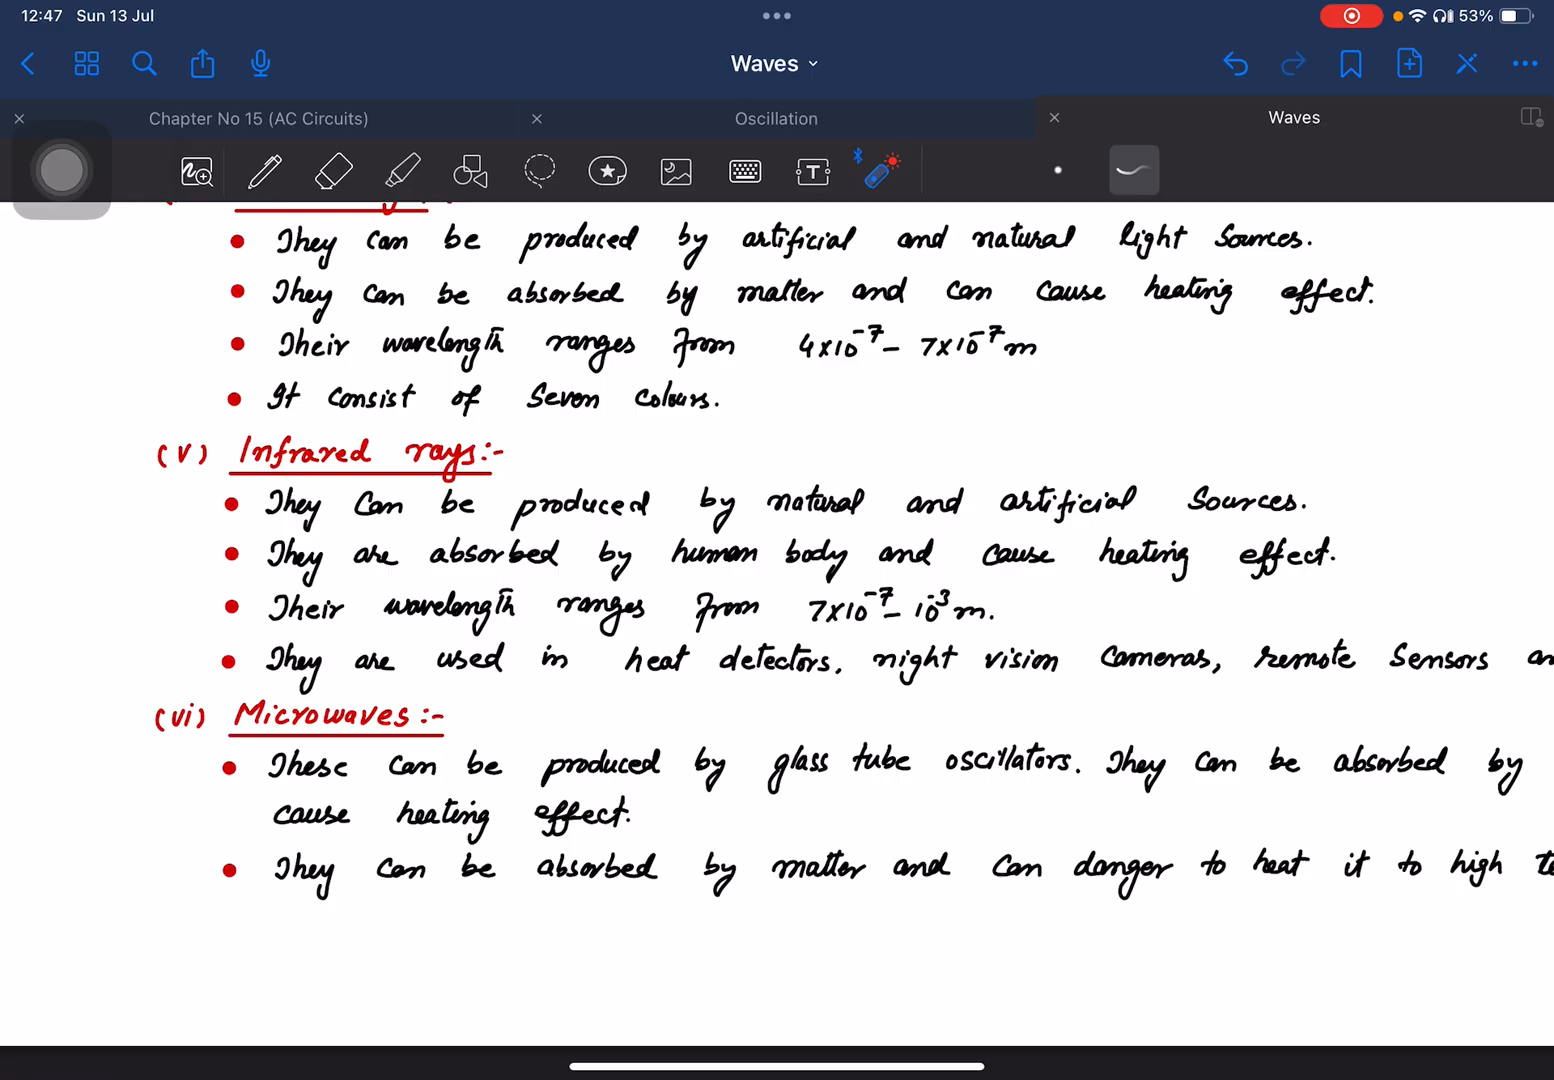 12:47 Sun 13 Jul
53%
Waves
Chapter No 15 (AC Circuits)
Oscillation
Waves
T
They can be produced by artificial and natural light Sources.
They can be absorbed by matter and can cause heating effect.
Their wavelength ranges from 4x10⁻⁷ – 7x10⁻⁷ m
It consist of Seven Colours.
(v) Infrared rays:-
They Can be produced by natural and artificial Sources.
They are absorbed by human body and cause heating effect.
Their wavelength ranges from 7x10⁻⁷ – 10⁻³ m.
They are used in heat detectors. night vision Cameras, remote Sensors an
(vi) Microwaves:-
These can be produced by glass tube oscillators. They can be absorbed by
cause heating effect.
They can be absorbed by matter and can danger to heat it to high te